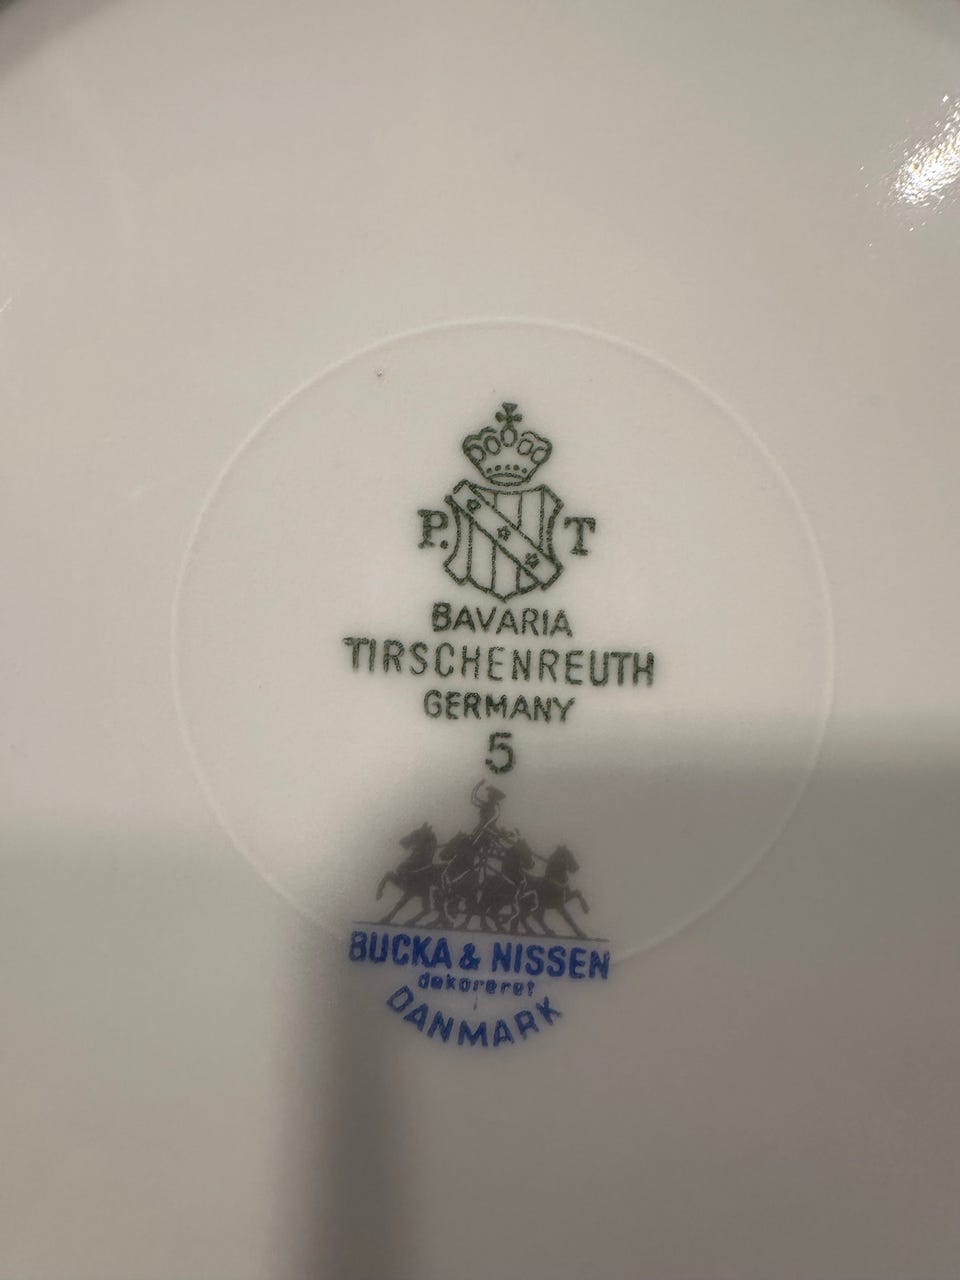 P. T
BAVARIA
TIRSCHENREUTH
GERMANY
5
BUCKA & NISSEN
dekoreret
DANMARK